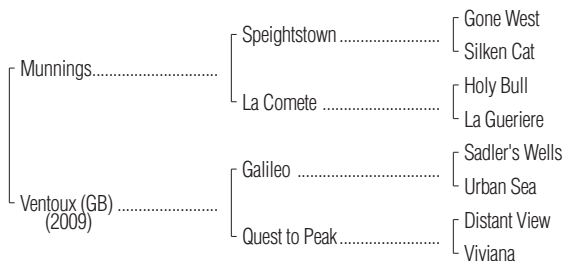 Gone West
Speightstown
Silken Cat
Munnings
Holy Bull
La Comete
La Gueriere
Sadler's Wells
Galileo
Urban Sea
Ventoux (GB)
(2009)
Distant View
Quest to Peak
Viviana